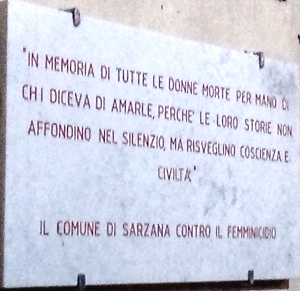 "IN MEMORIA DI TUTTE LE DONNE MORTE PER MANO DI
CHI DICEVA DI AMARLE, PERCHE' LE LORO STORIE NON
AFFONDINO NEL SILENZIO, MA RISVEGLINO COSCIENZA E
CIVILTA'"
IL COMUNE DI SARZANA CONTRO IL FEMMINICIDIO